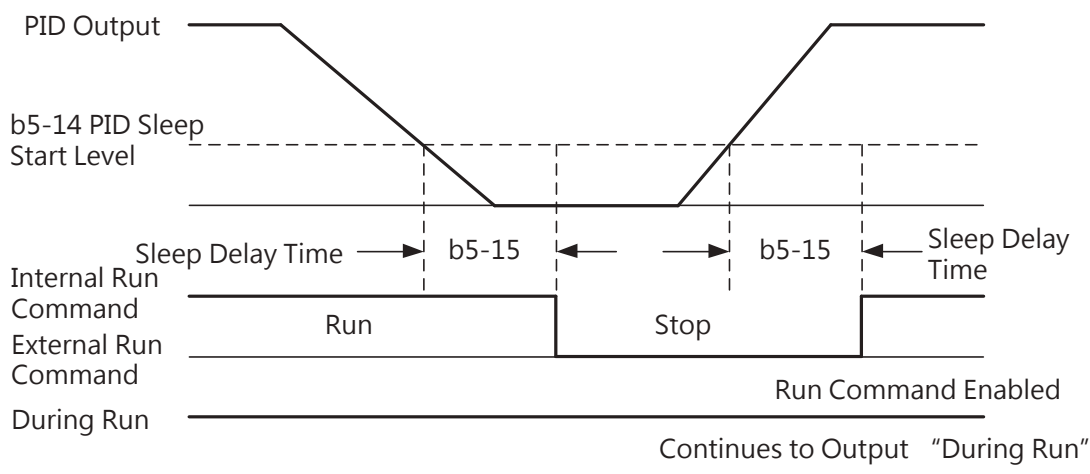 PID Output
b5-14 PID Sleep
Start Level
Sleep Delay Time
b5-15
b5-15
Sleep Delay
Time
Internal Run
Command
Run
Stop
External Run
Command
Run Command Enabled
During Run
Continues to Output “During Run”